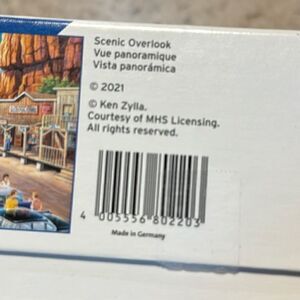 Scenic Overlook
Vue panoramique
Vista panorámica
© 2021
© Ken Zylla.
Courtesy of MHS Licensing.
All rights reserved.
4 005556 802203
Made in Germany